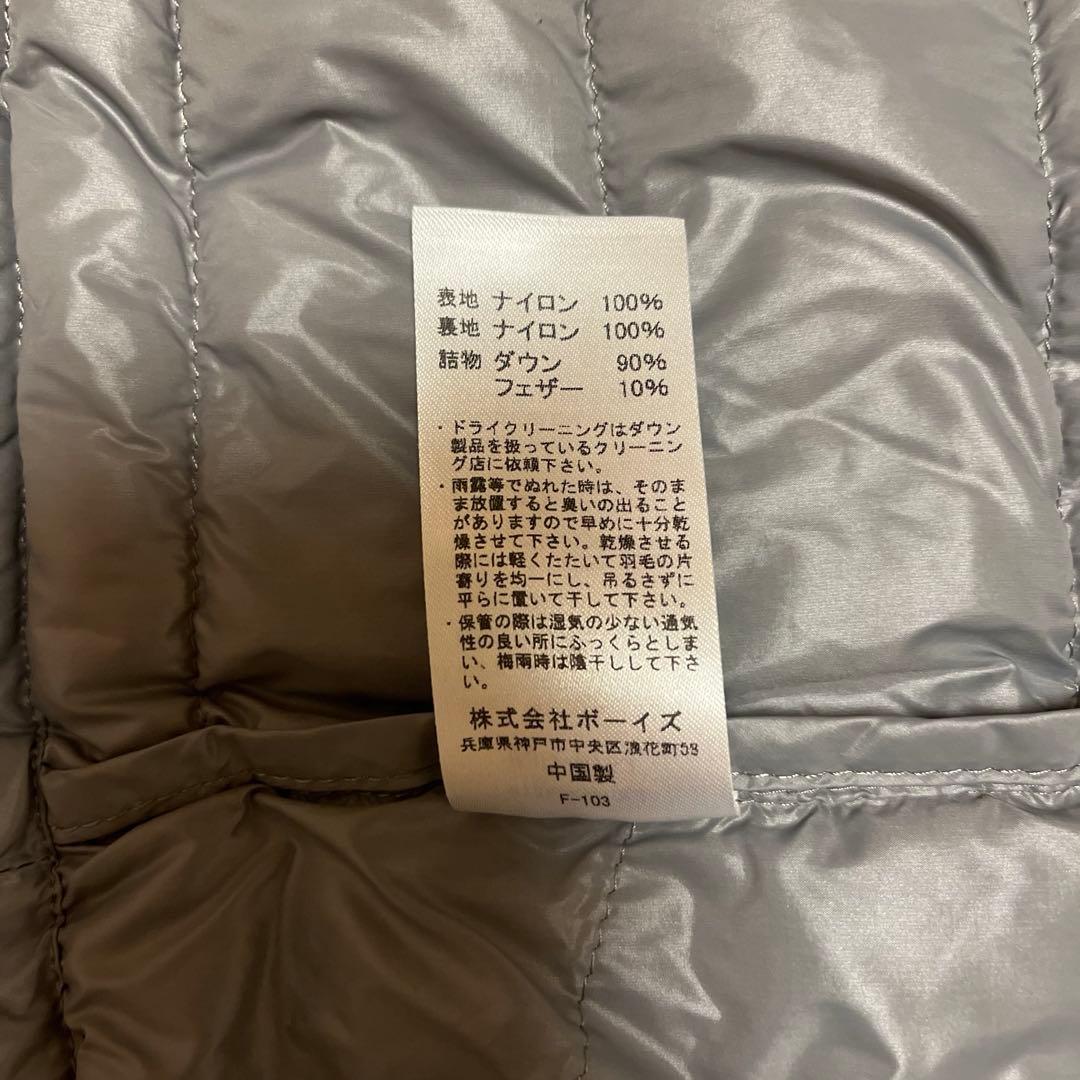 表地 ナイロン 100%
裏地 ナイロン 100%
詰物 ダウン 90%
フェザー 10%
・ドライクリーニングはダウン
製品を扱っているクリーニン
グ店に依頼下さい。
・雨露等でぬれた時は、そのま
ま放置すると臭いの出ること
がありますので早めに十分乾
燥させて下さい。乾燥させる
際には軽くたたいて羽毛の片
寄りを均一にし、吊るさずに
平らに置いて干して下さい。
・保管の際は湿気の少ない通気
性の良い所にふっくらとしま
い、梅雨時は陰干しして下さ
い。
株式会社ボーイズ
兵庫県神戸市中央区浪花町59
中国製
F-103